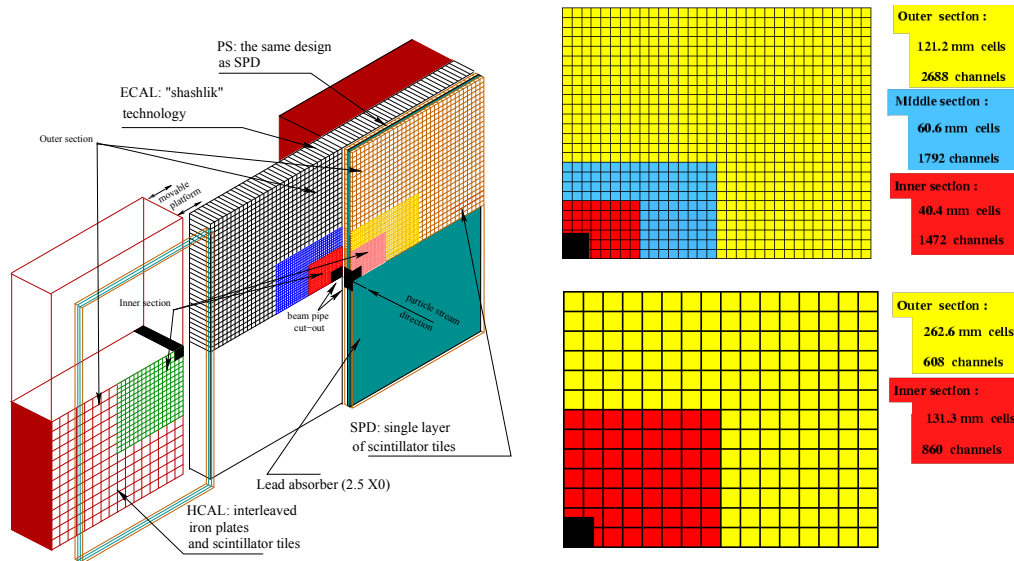 PS: the same design
as SPD
ECAL: "shashlik"
technology
Outer section
movable
platform
Inner section
beam pipe
cut-out
particle stream
direction
SPD: single layer
of scintillator tiles
Lead absorber (2.5 X0)
HCAL: interleaved
iron plates
and scintillator tiles
Outer section :
121.2 mm cells
2688 channels
Middle section :
60.6 mm cells
1792 channels
Inner section :
40.4 mm cells
1472 channels
Outer section :
262.6 mm cells
608 channels
Inner section :
131.3 mm cells
860 channels